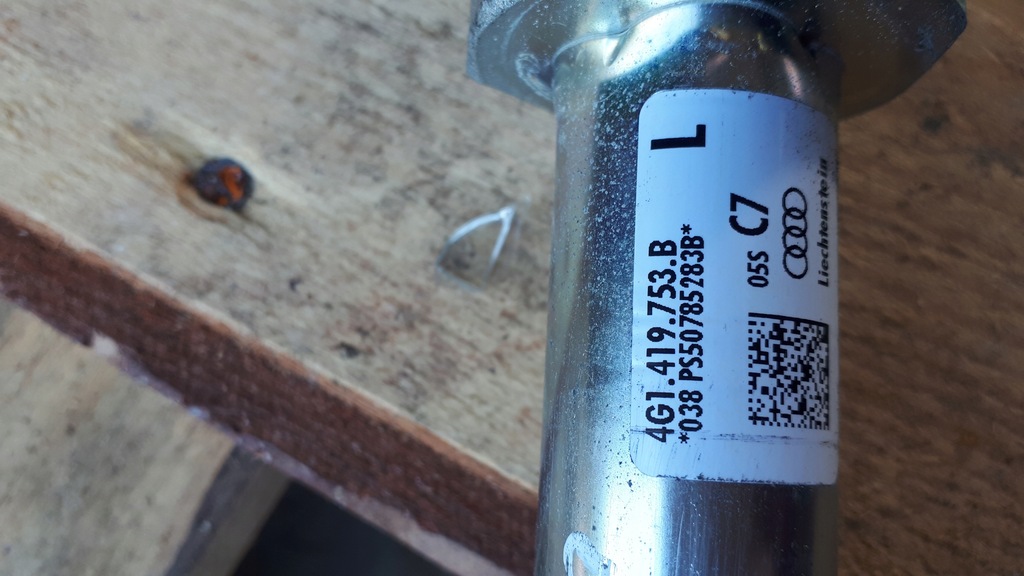 L
4G1.419.753.B
*038 PS5078528３B*
05S C7
Liechtenstein